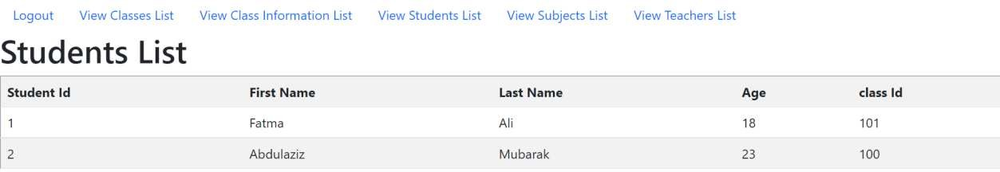 Logout View Classes List View Class Information List View Students List View Subjects List View Teachers List
Students List
Student Id First Name Last Name Age class Id
1 Fatma Ali 18 101
2 Abdulaziz Mubarak 23 100